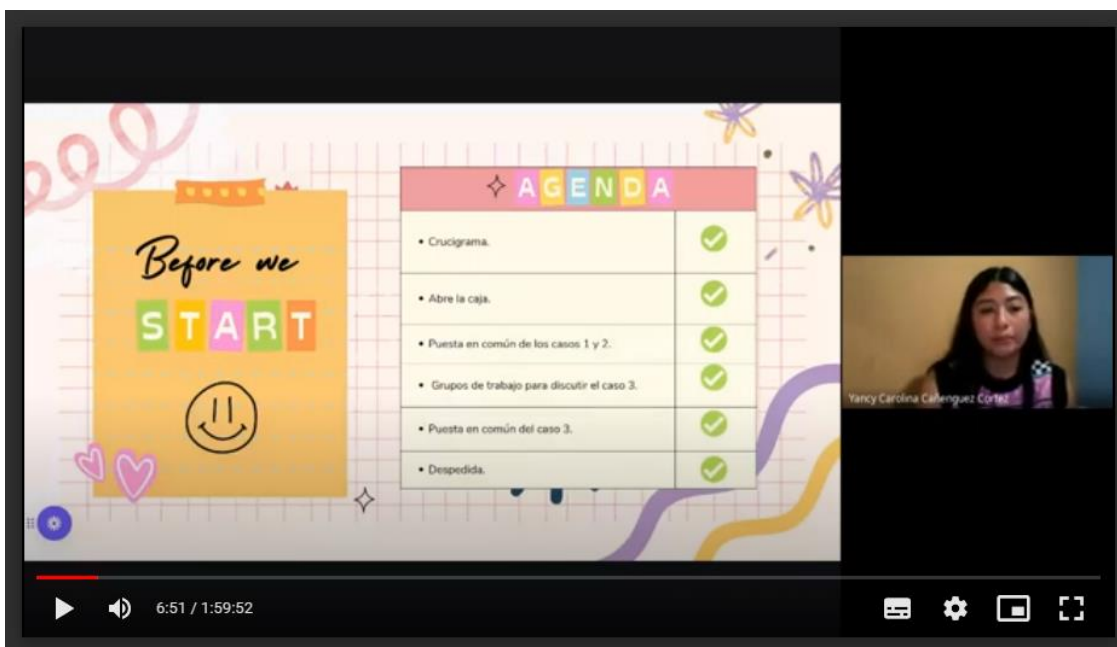 Before we
START
AGENDA
• Crucigrama.
• Abre la caja.
• Puesta en común de los casos 1 y 2.
• Grupos de trabajo para discutir el caso 3.
• Puesta en común del caso 3.
• Despedida.
Yancy Carolina Cañenguez Cortez
6:51 / 1:59:52